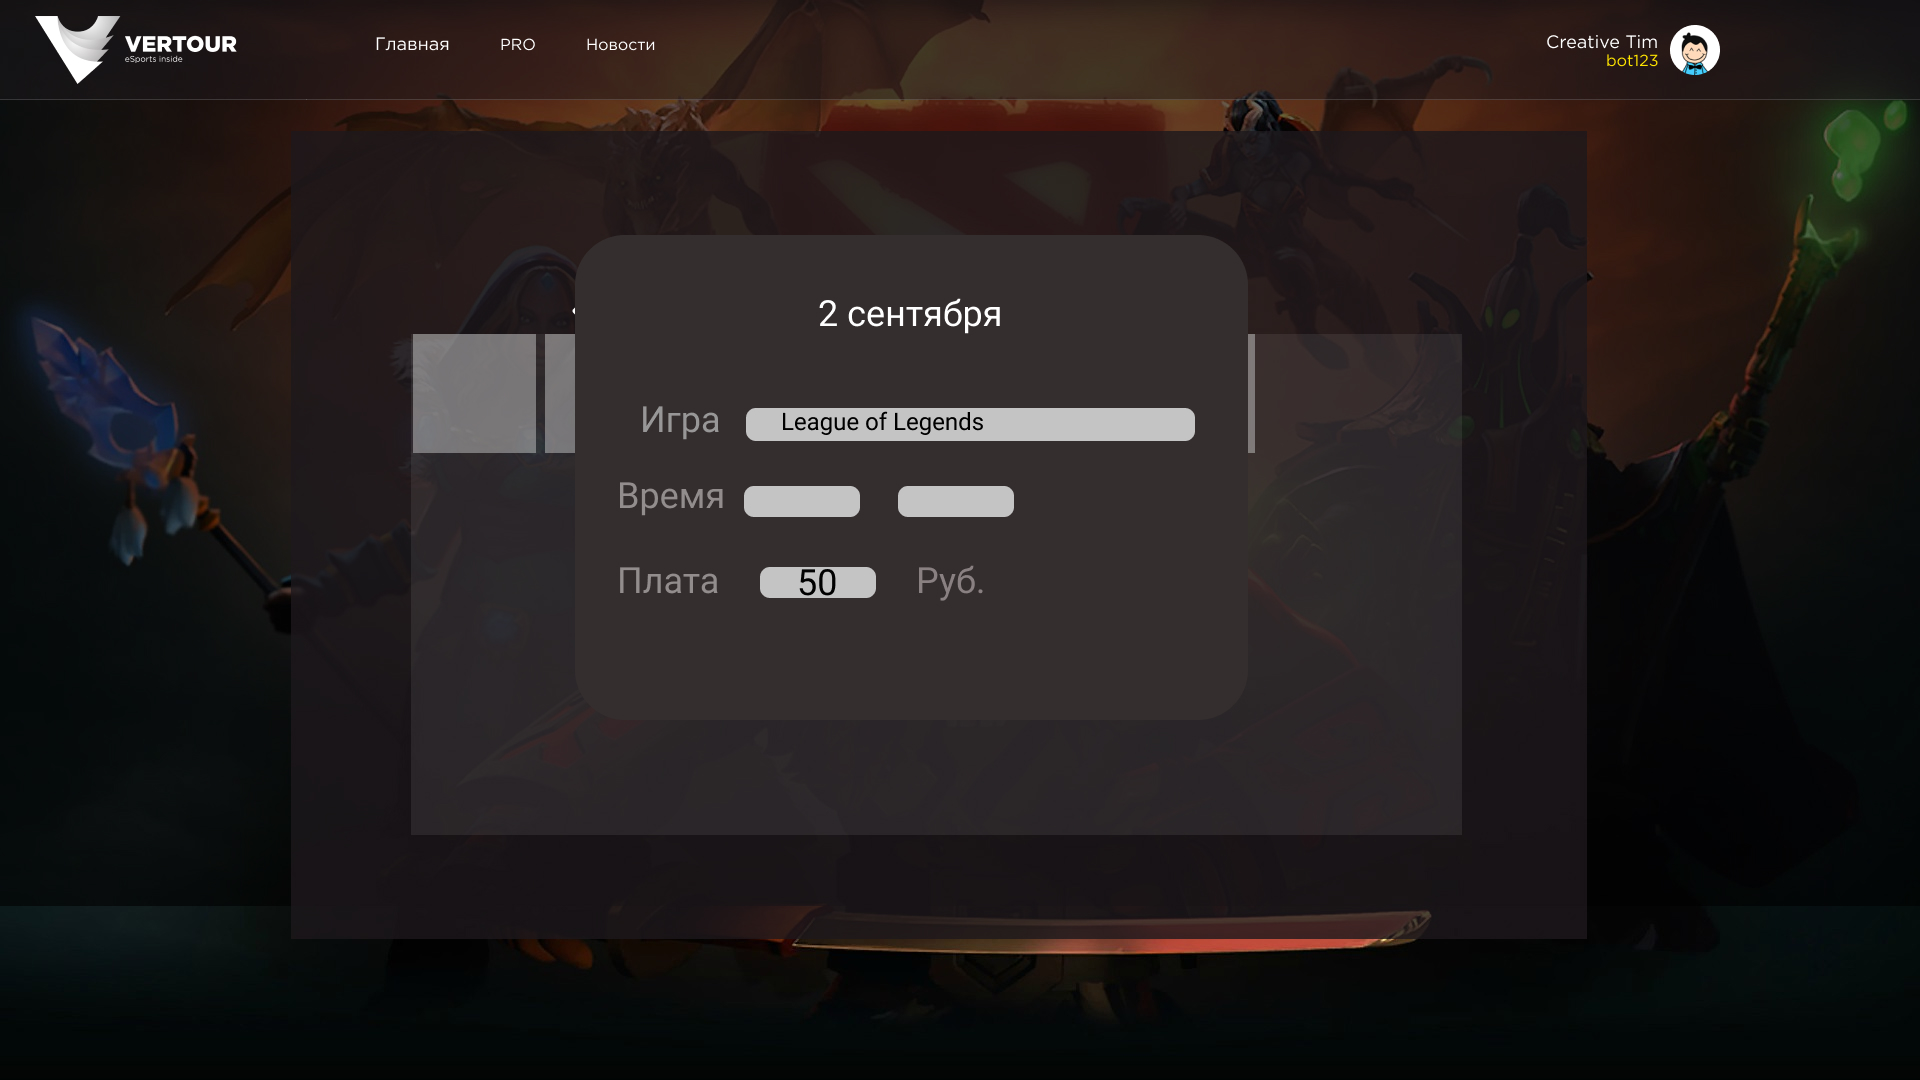 VERTOUR
eSports inside
Главная PRO Новости
Creative Tim
bot123
2 сентября
Игра League of Legends
Время
Плата 50 Руб.